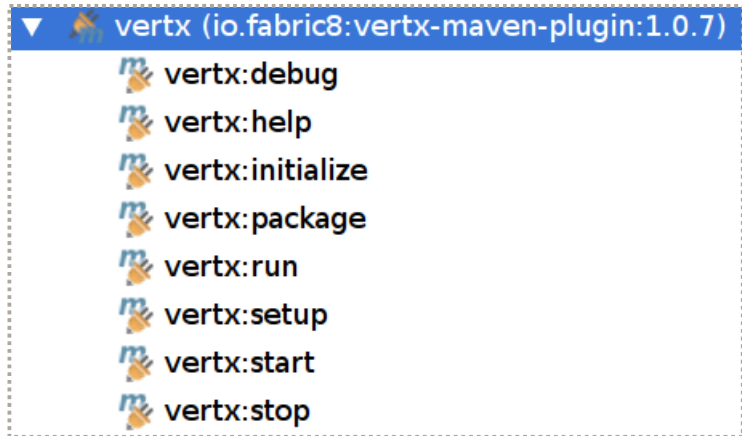 vertx (io.fabric8:vertx-maven-plugin:1.0.7)
vertx:debug
vertx:help
vertx:initialize
vertx:package
vertx:run
vertx:setup
vertx:start
vertx:stop